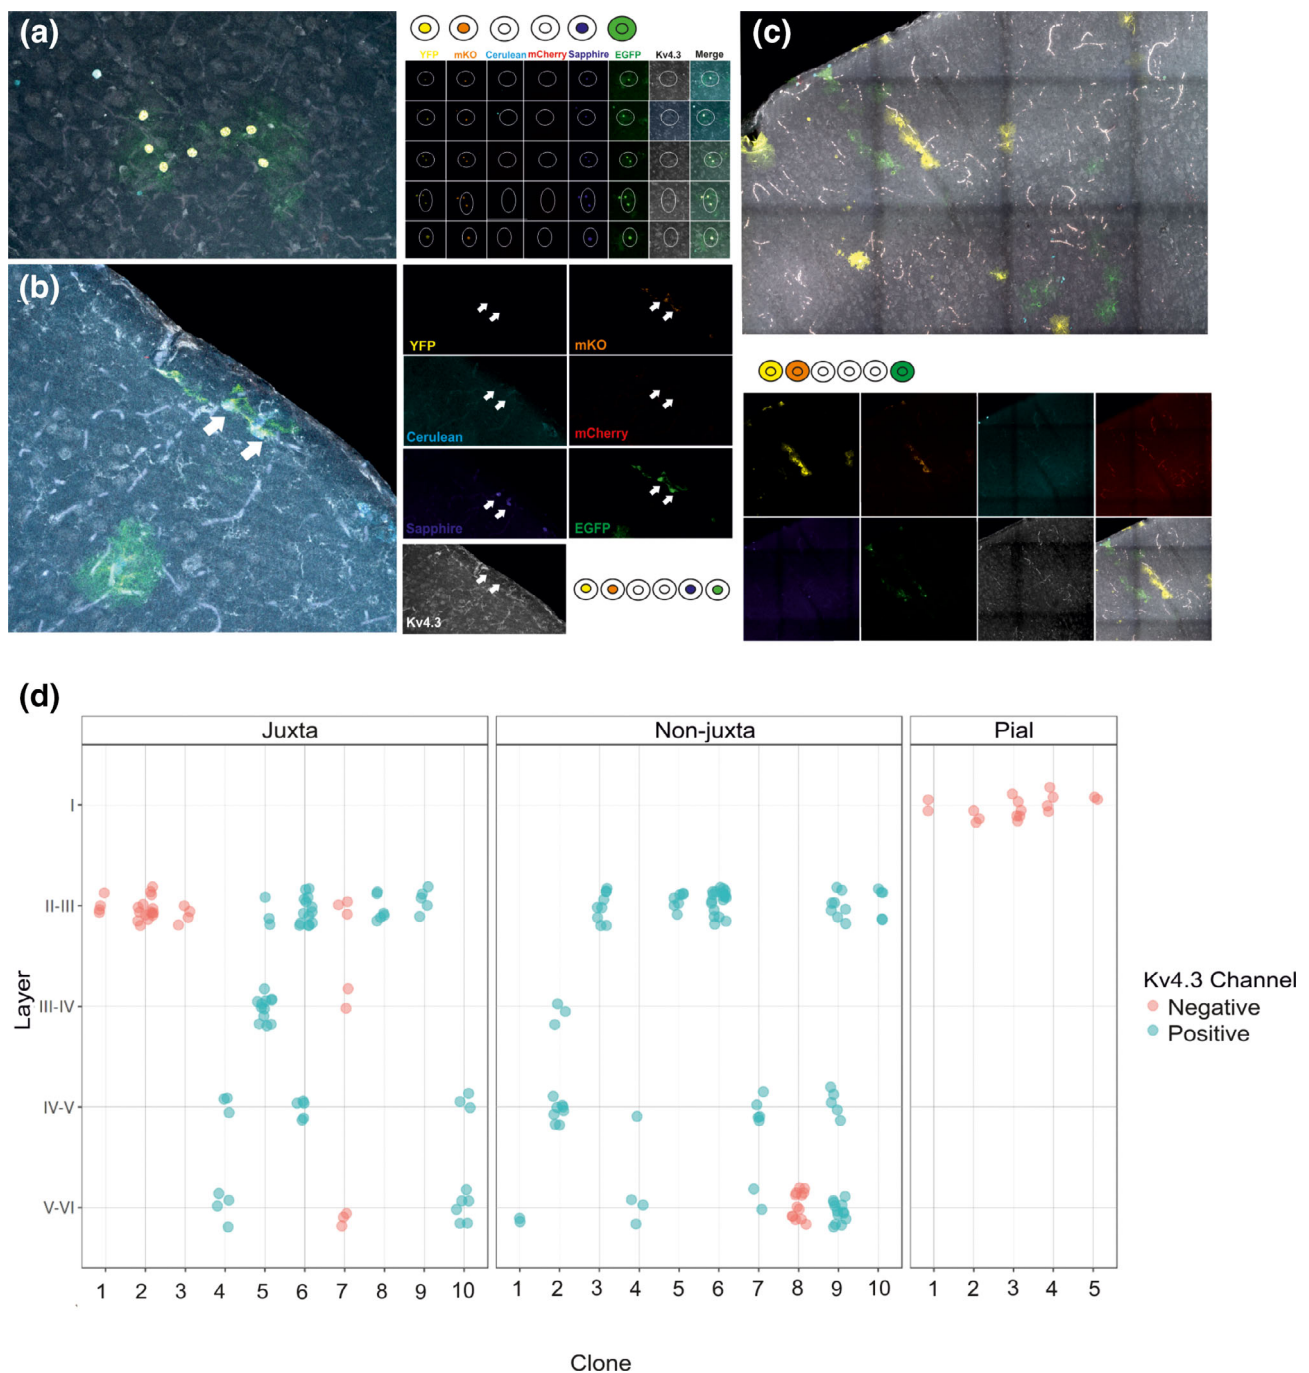 (a)
YFP mKO Cerulean mCherry Sapphire EGFP Kv4.3 Merge
(b)
YFP
mKO
Cerulean
mCherry
Sapphire
EGFP
Kv4.3
(c)
(d)
Juxta Non-juxta Pial
Layer
I
II-III
III-IV
IV-V
V-VI
1 2 3 4 5 6 7 8 9 10 1 2 3 4 5 6 7 8 9 10 1 2 3 4 5
Clone
Kv4.3 Channel
Negative
Positive